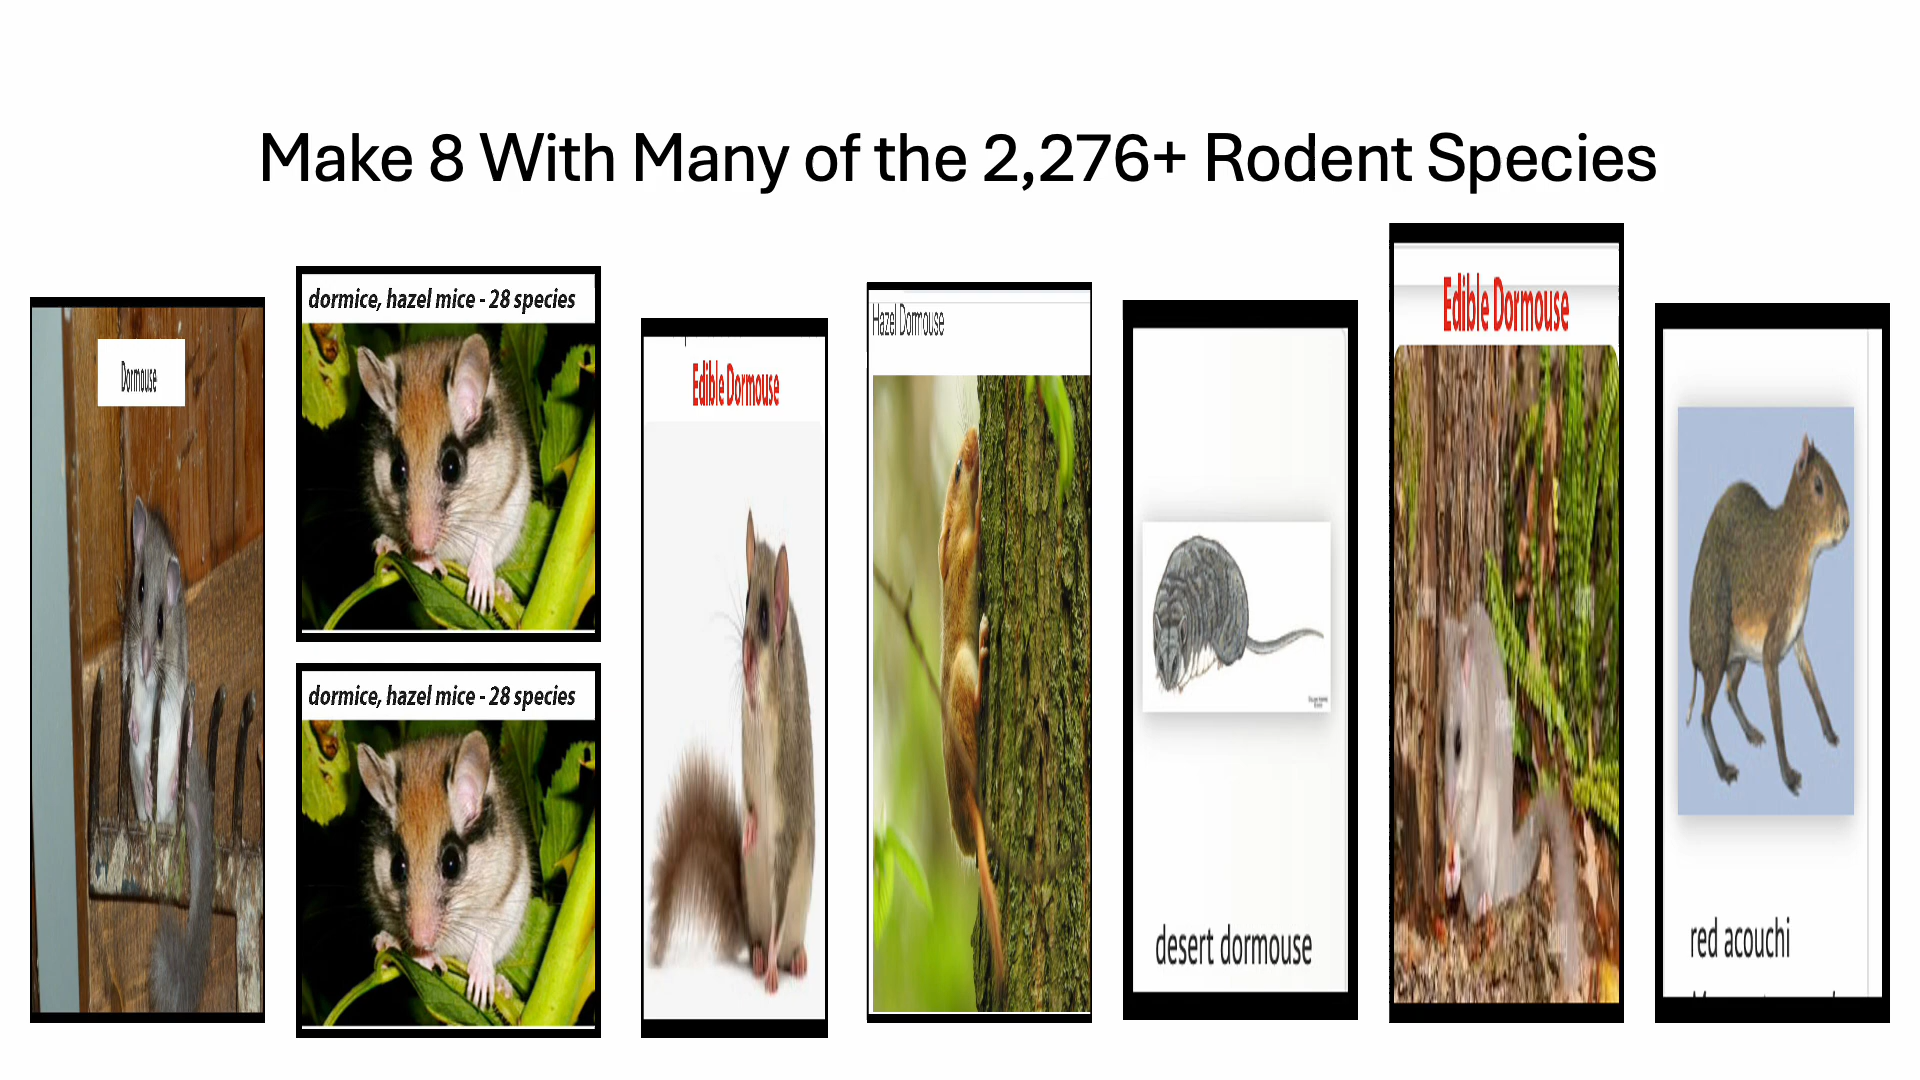 Make 8 With Many of the 2,276+ Rodent Species
Dormouse
dormice, hazel mice - 28 species
dormice, hazel mice - 28 species
Edible Dormouse
Hazel Dormouse
desert dormouse
Edible Dormouse
red acouchi